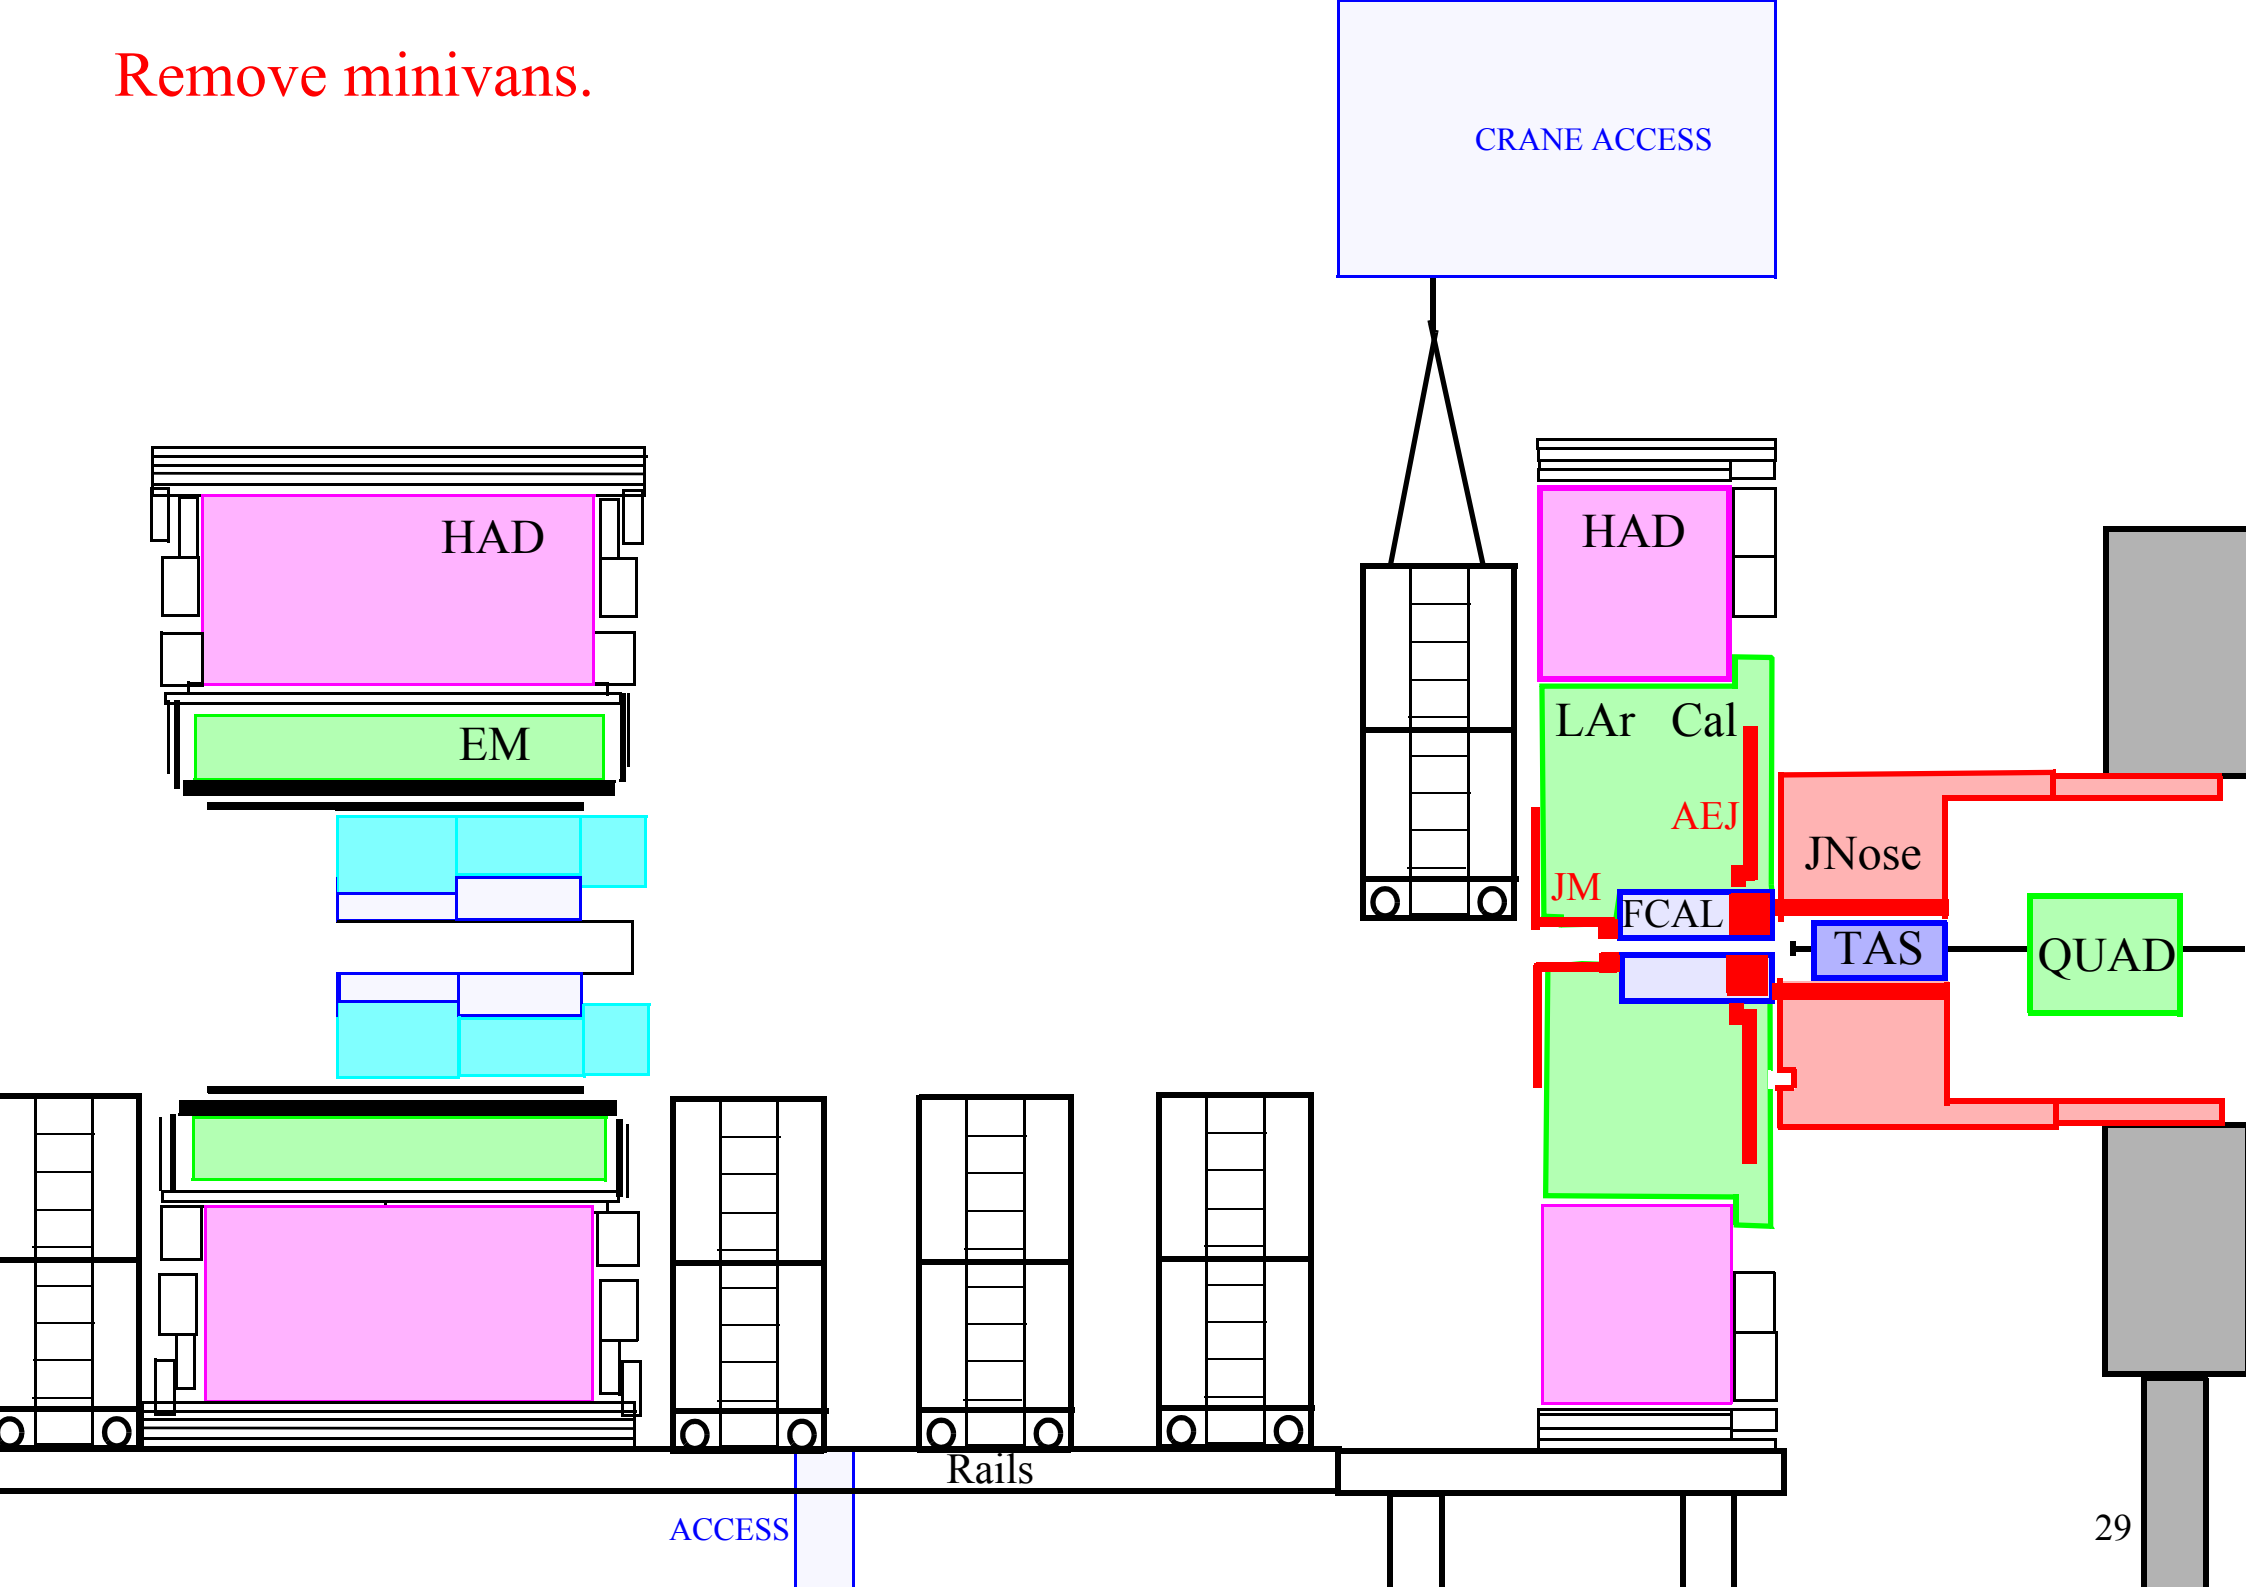 Remove minivans.
CRANE ACCESS
HAD
HAD
EM
LAr Cal
AEJ
JNose
JM
FCAL
TAS
QUAD
Rails
ACCESS
29